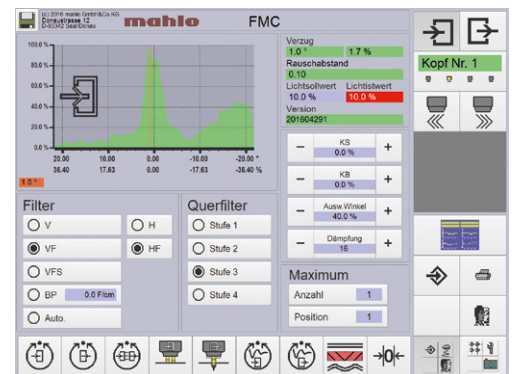 (c) 2016 mahlo GmbH&Co KG
Donaustrasse 12
D-93342 Saal/Donau
mahlo
FMC
100.0 %
80.0 %
60.0 %
40.0 %
20.0 %
0.0 %
20.00 10.00 0.00 -10.00 -20.00 °
36.40 17.63 0.00 -17.63 -36.40 %
1.0 °
Verzug
1.0 ° 1.7 %
Rauschabstand
0.10
Lichtsollwert Lichtistwert
10.0 % 10.0 %
Version
201604291
Kopf Nr. 1
− KS +
0.0 %
− KB +
0.0 %
− Ausw.Winkel +
40.0 %
− Dämpfung +
16
Filter
V H
VF HF
VFS
BP 0.0 F/cm
Auto.
Querfilter
Stufe 1
Stufe 2
Stufe 3
Stufe 4
Maximum
Anzahl 1
Position 1
0